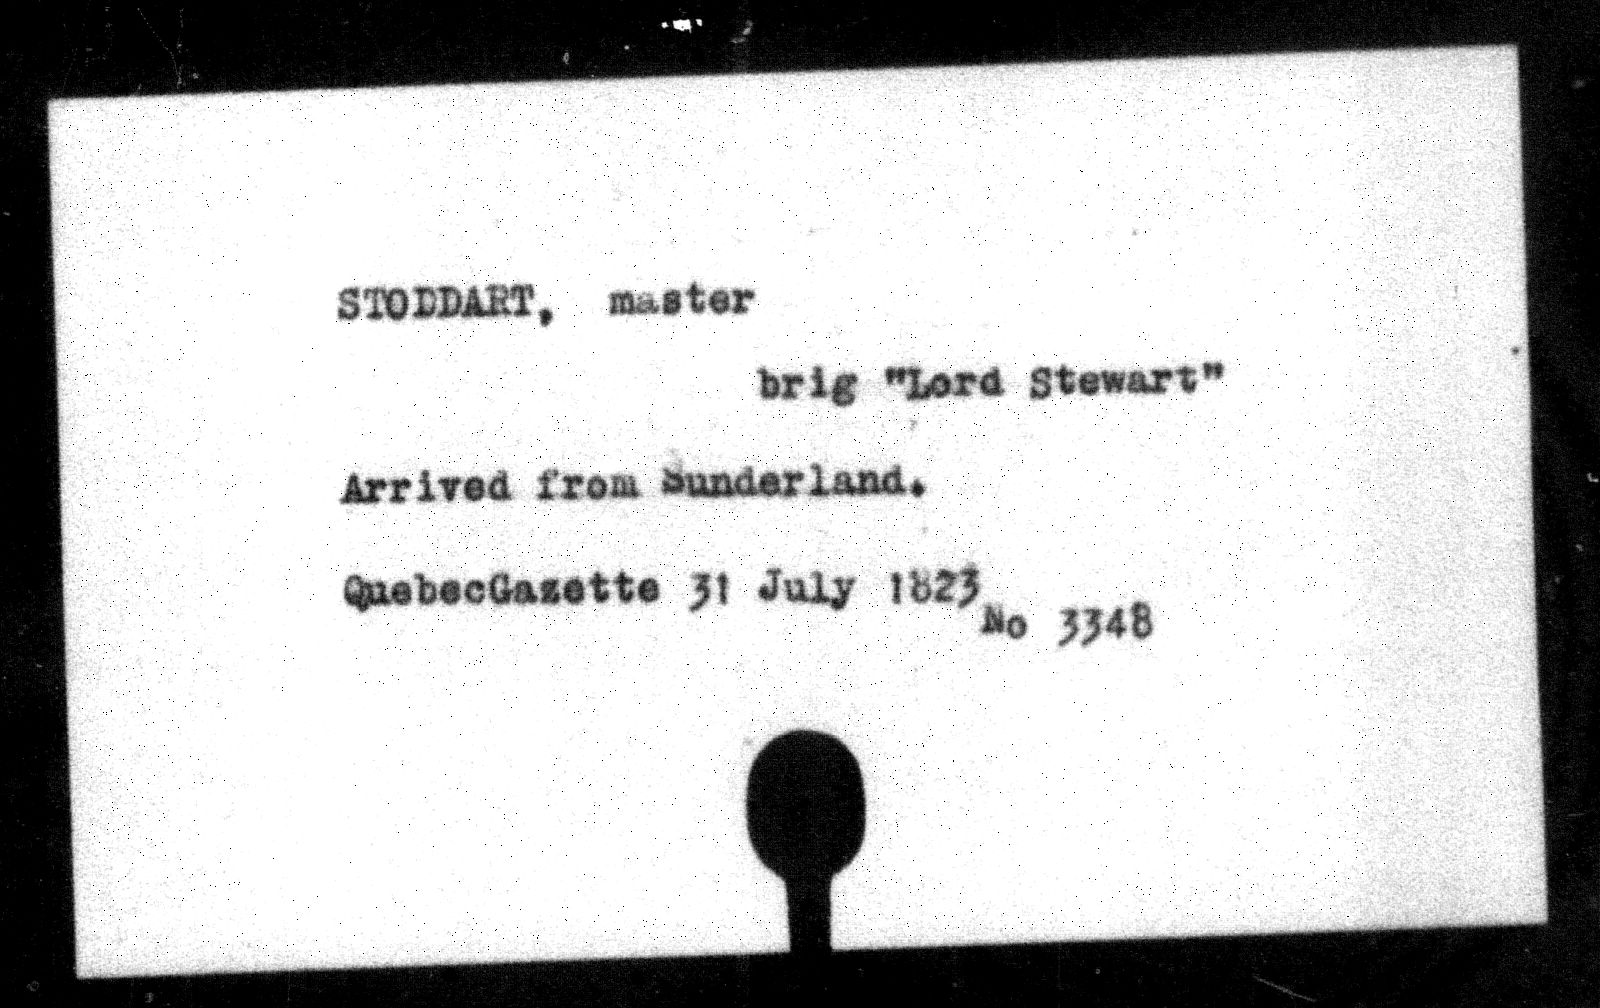 STODDART, master
brig "Lord Stewart"
Arrived from Sunderland.
QuebecGazette 31 July 1823
No 3348